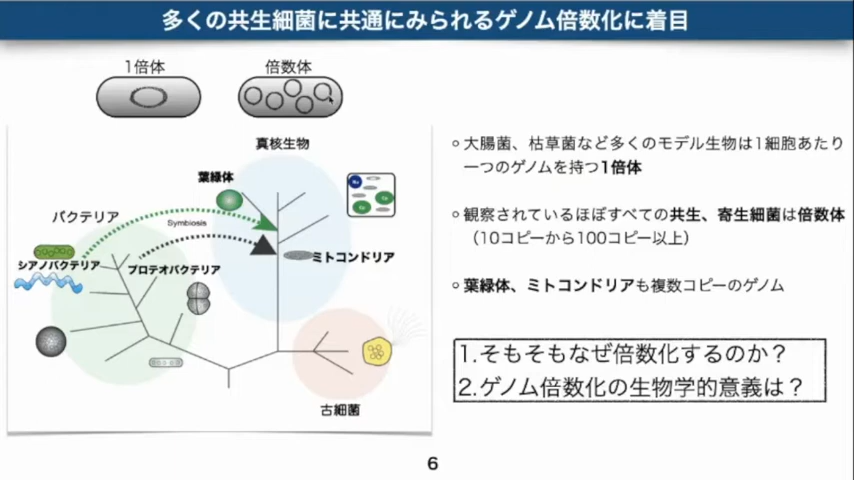 多くの共生細菌に共通にみられるゲノム倍数化に着目
1倍体
倍数体
真核生物
葉緑体
バクテリア
Symbiosis
シアノバクテリア
プロテオバクテリア
ミトコンドリア
古細菌
○大腸菌、枯草菌など多くのモデル生物は1細胞あたり
一つのゲノムを持つ1倍体
○観察されているほぼすべての共生、寄生細菌は倍数体
（10コピーから100コピー以上）
○葉緑体、ミトコンドリアも複数コピーのゲノム
1.そもそもなぜ倍数化するのか？
2.ゲノム倍数化の生物学的意義は？
6